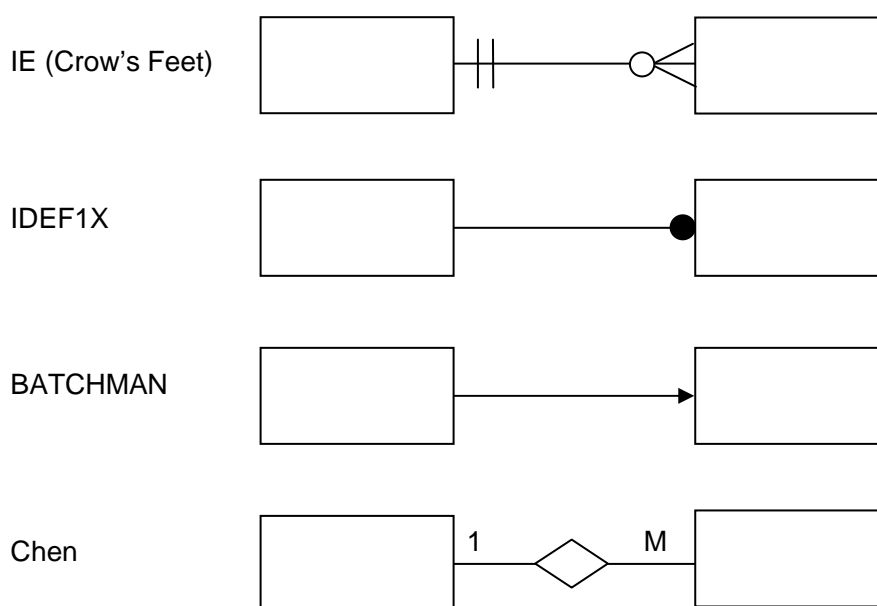 IE (Crow’s Feet)
IDEF1X
BATCHMAN
Chen
1
M